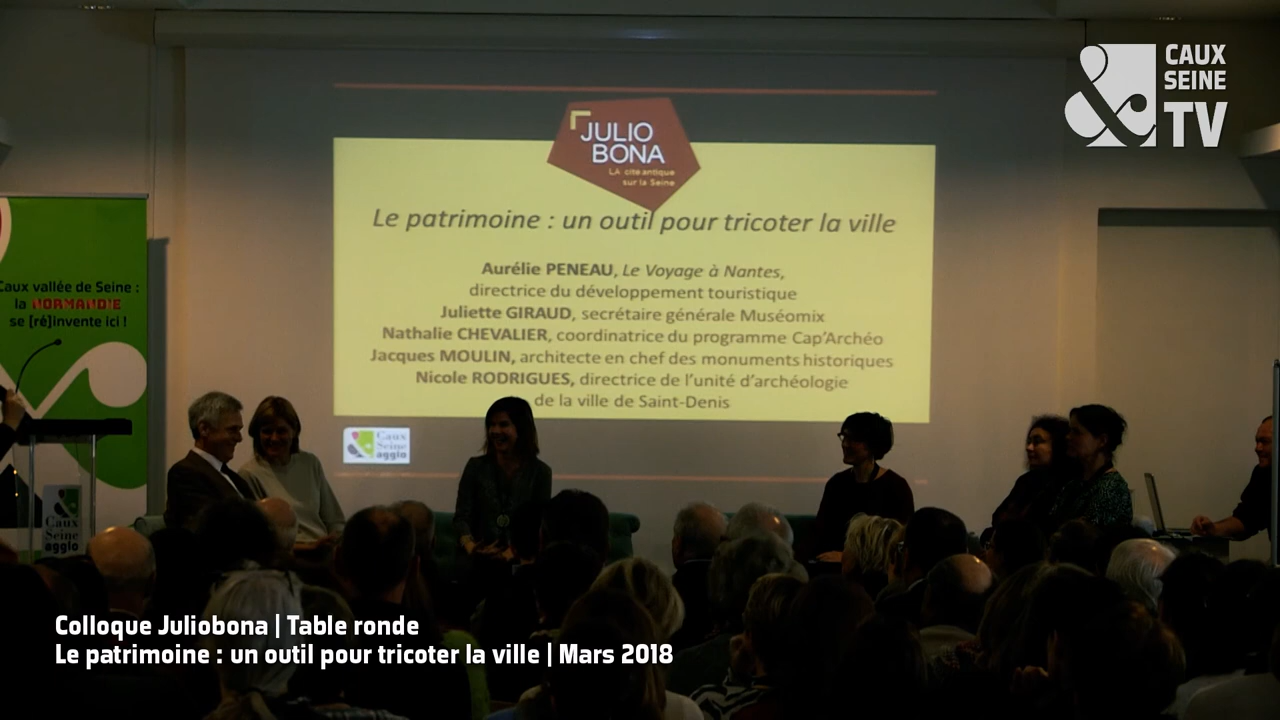 CAUX
SEINE
TV
&
JULIO
BONA
LA cité antique
sur la Seine
Le patrimoine : un outil pour tricoter la ville
Aurélie PENEAU, Le Voyage à Nantes,
directrice du développement touristique
Juliette GIRAUD, secrétaire générale Muséomix
Nathalie CHEVALIER, coordinatrice du programme Cap'Archéo
Jacques MOULIN, architecte en chef des monuments historiques
Nicole RODRIGUES, directrice de l'unité d'archéologie
de la ville de Saint-Denis
Caux
Seine
agglo
Caux vallée de Seine :
la NORMANDIE
se [ré]invente ici !
&
Caux
Seine
agglo
Colloque Juliobona | Table ronde
Le patrimoine : un outil pour tricoter la ville | Mars 2018